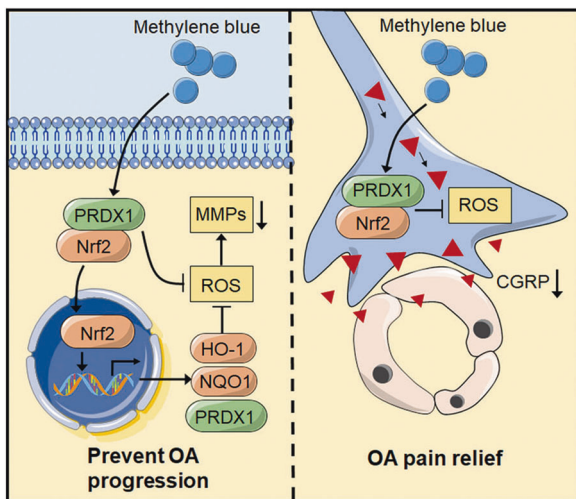 Methylene blue
PRDX1
Nrf2
MMPs
ROS
Nrf2
HO-1
NQO1
PRDX1
Prevent OA
progression
Methylene blue
PRDX1
Nrf2
ROS
CGRP
OA pain relief